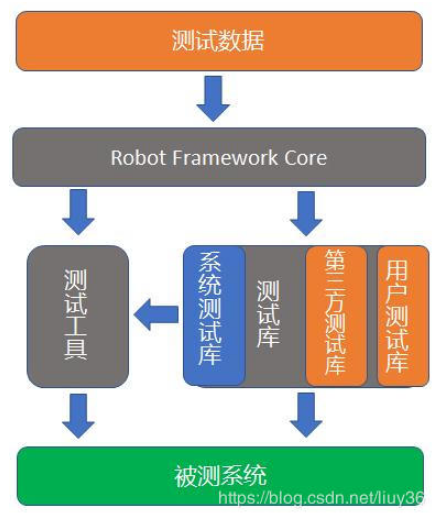 测试数据
Robot Framework Core
测试工具
系统测试库
测试库
第三方测试库
用户测试库
被测系统
https://blog.csdn.net/liuy36